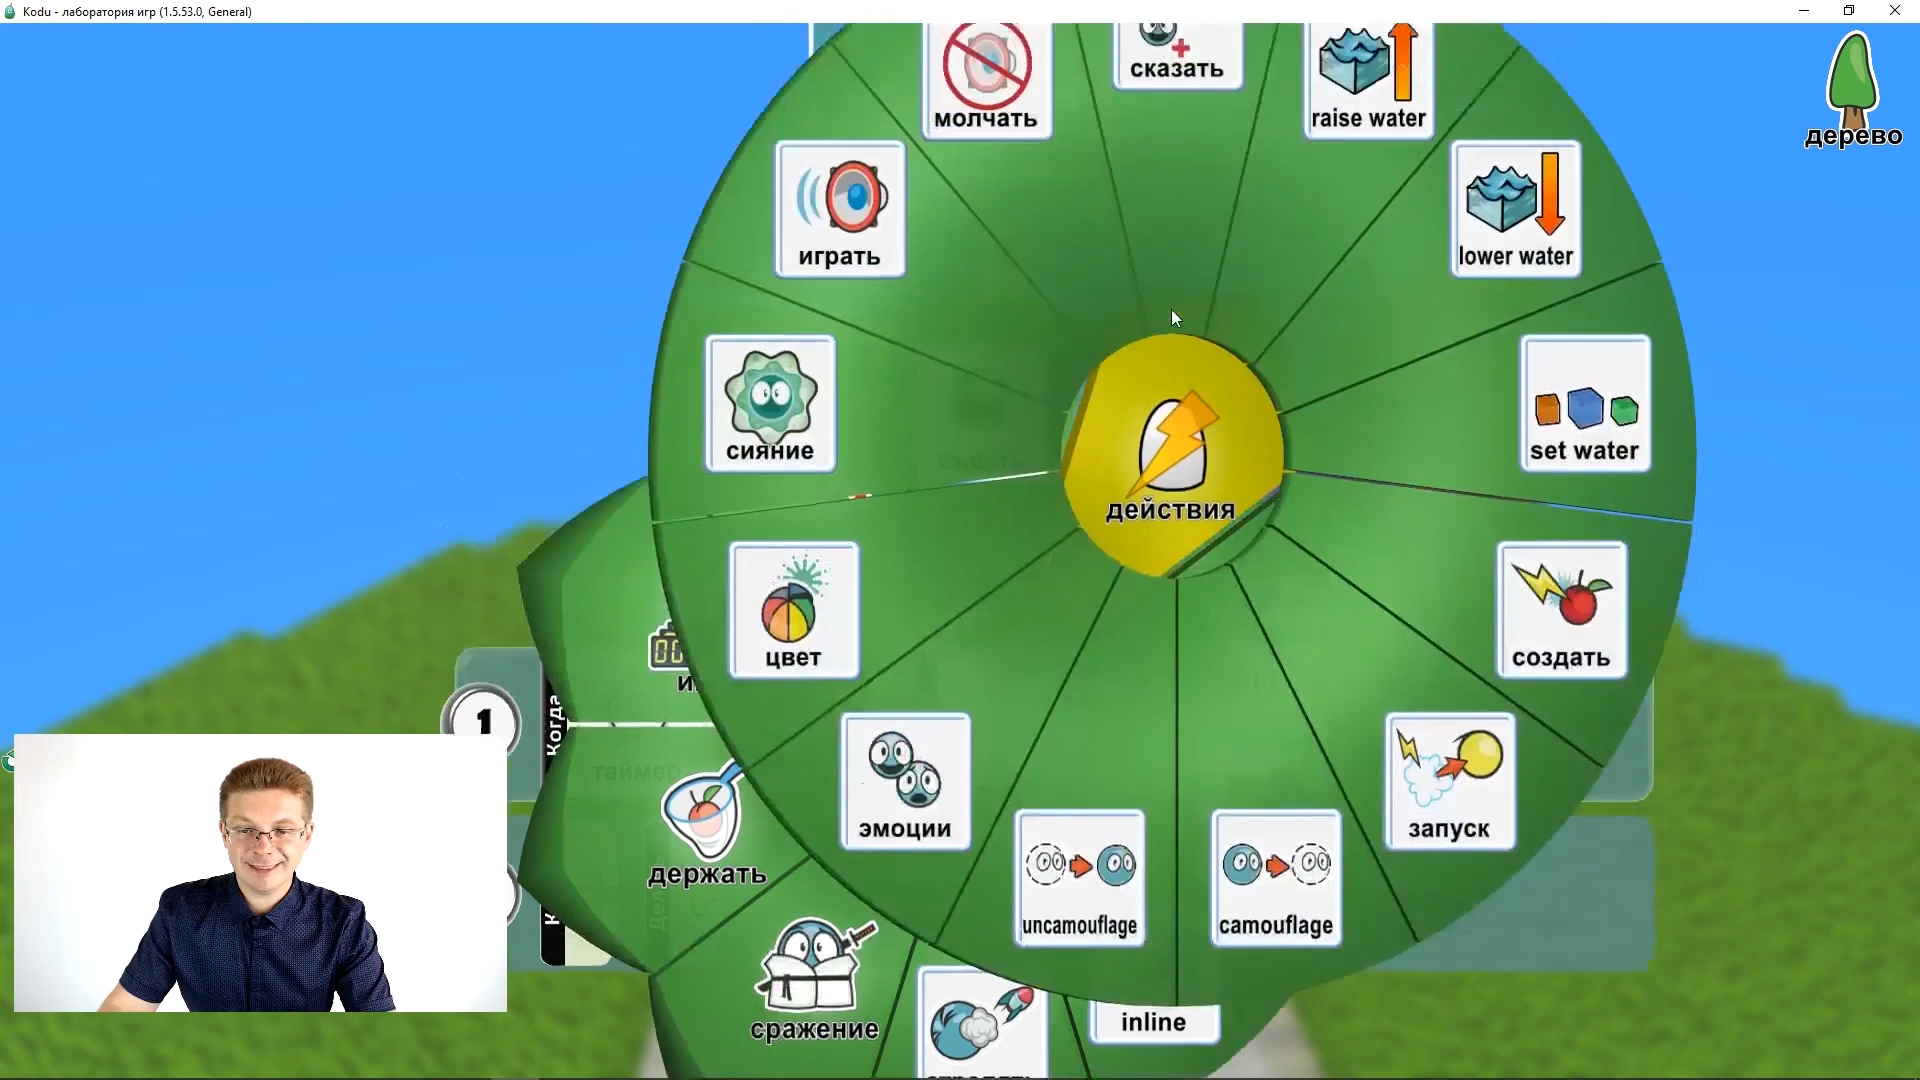 Kodu - лаборатория игр (1.5.53.0, General)
сказать
молчать
raise water
дерево
играть
lower water
сияние
set water
действия
цвет
создать
1
Когда
таймер
эмоции
запуск
держать
uncamouflage
camouflage
сражение
inline